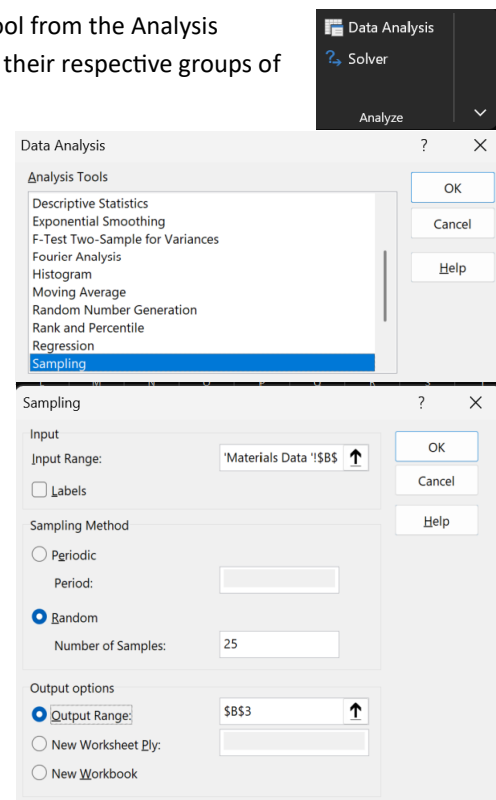 ool from the Analysis
their respective groups of
Data Analysis
Solver
Analyze
Data Analysis
?
Analysis Tools
Descriptive Statistics
Exponential Smoothing
F-Test Two-Sample for Variances
Fourier Analysis
Histogram
Moving Average
Random Number Generation
Rank and Percentile
Regression
Sampling
OK
Cancel
Help
Sampling
?
Input
Input Range: 'Materials Data '!$B$
Labels
Sampling Method
Periodic
Period:
Random
Number of Samples: 25
Output options
Output Range: $B$3
New Worksheet Ply:
New Workbook
OK
Cancel
Help